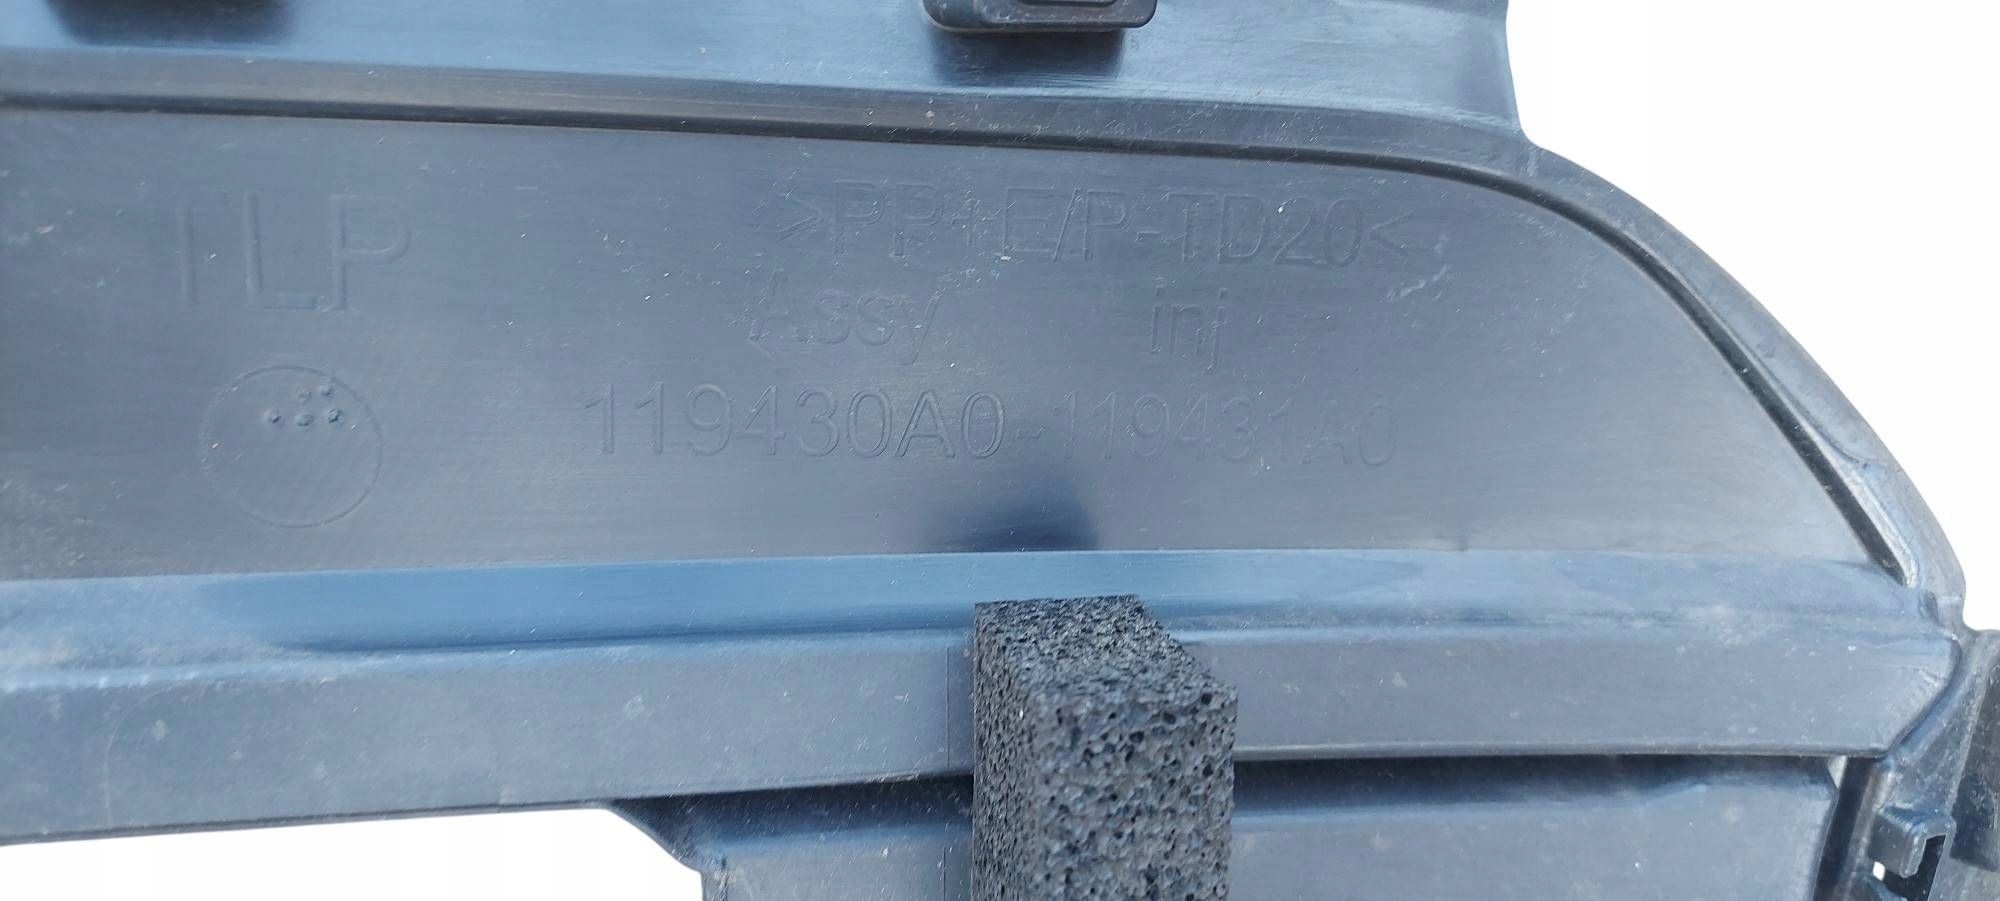 TLP
>PP+E/P-TD20<
Assy inj
119430A0-119431A0